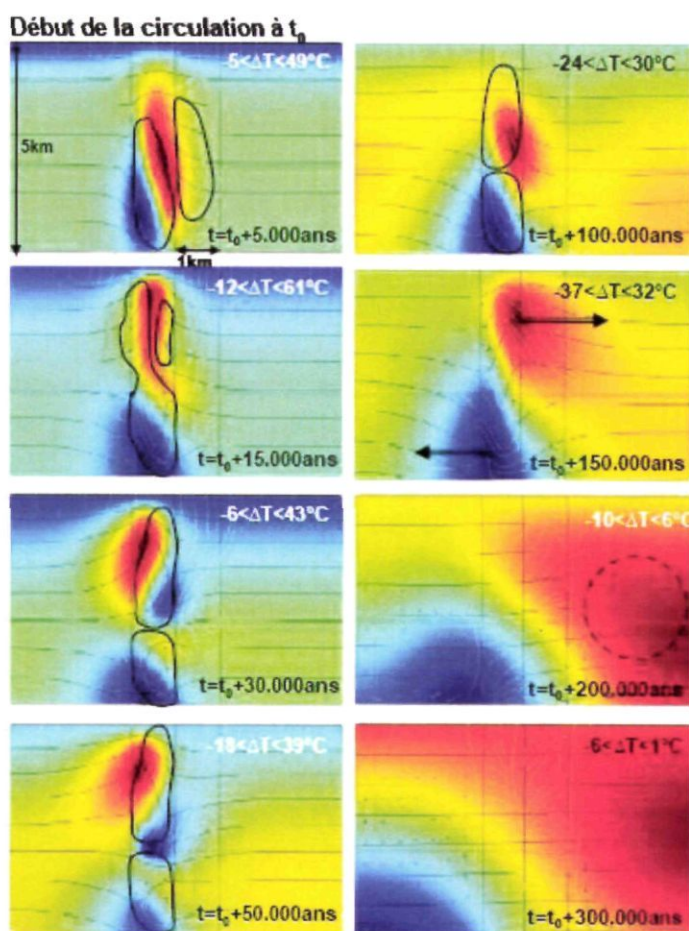 Début de la circulation à t0
5<ΔT<49°C
5km
t=t0+5.000ans
1km
-12<ΔT<61°C
t=t0+15.000ans
-6<ΔT<43°C
t=t0+30.000ans
-18<ΔT<39°C
t=t0+50.000ans
-24<ΔT<30°C
t=t0+100.000ans
-37<ΔT<32°C
t=t0+150.000ans
-10<ΔT<6°C
t=t0+200.000ans
-6<ΔT<1°C
t=t0+300.000ans